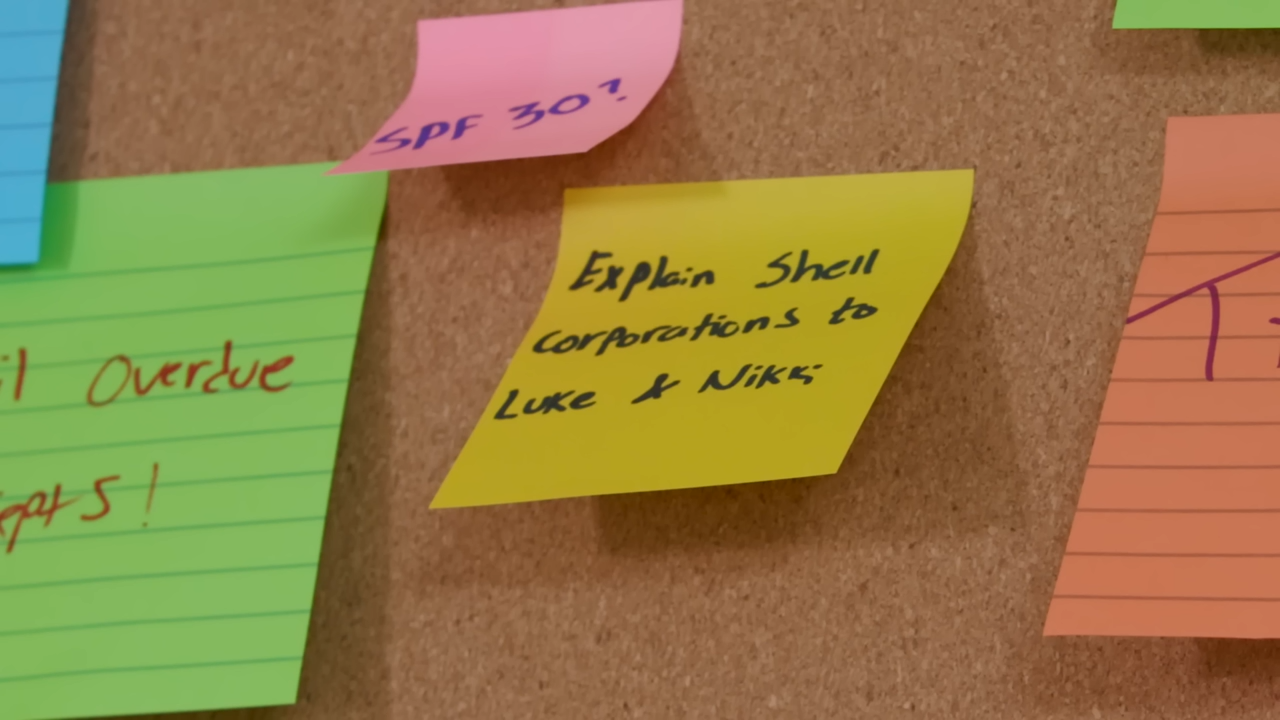 SPF 30?
Explain Shell
Corporations to
Luke & Nikki
Overdue